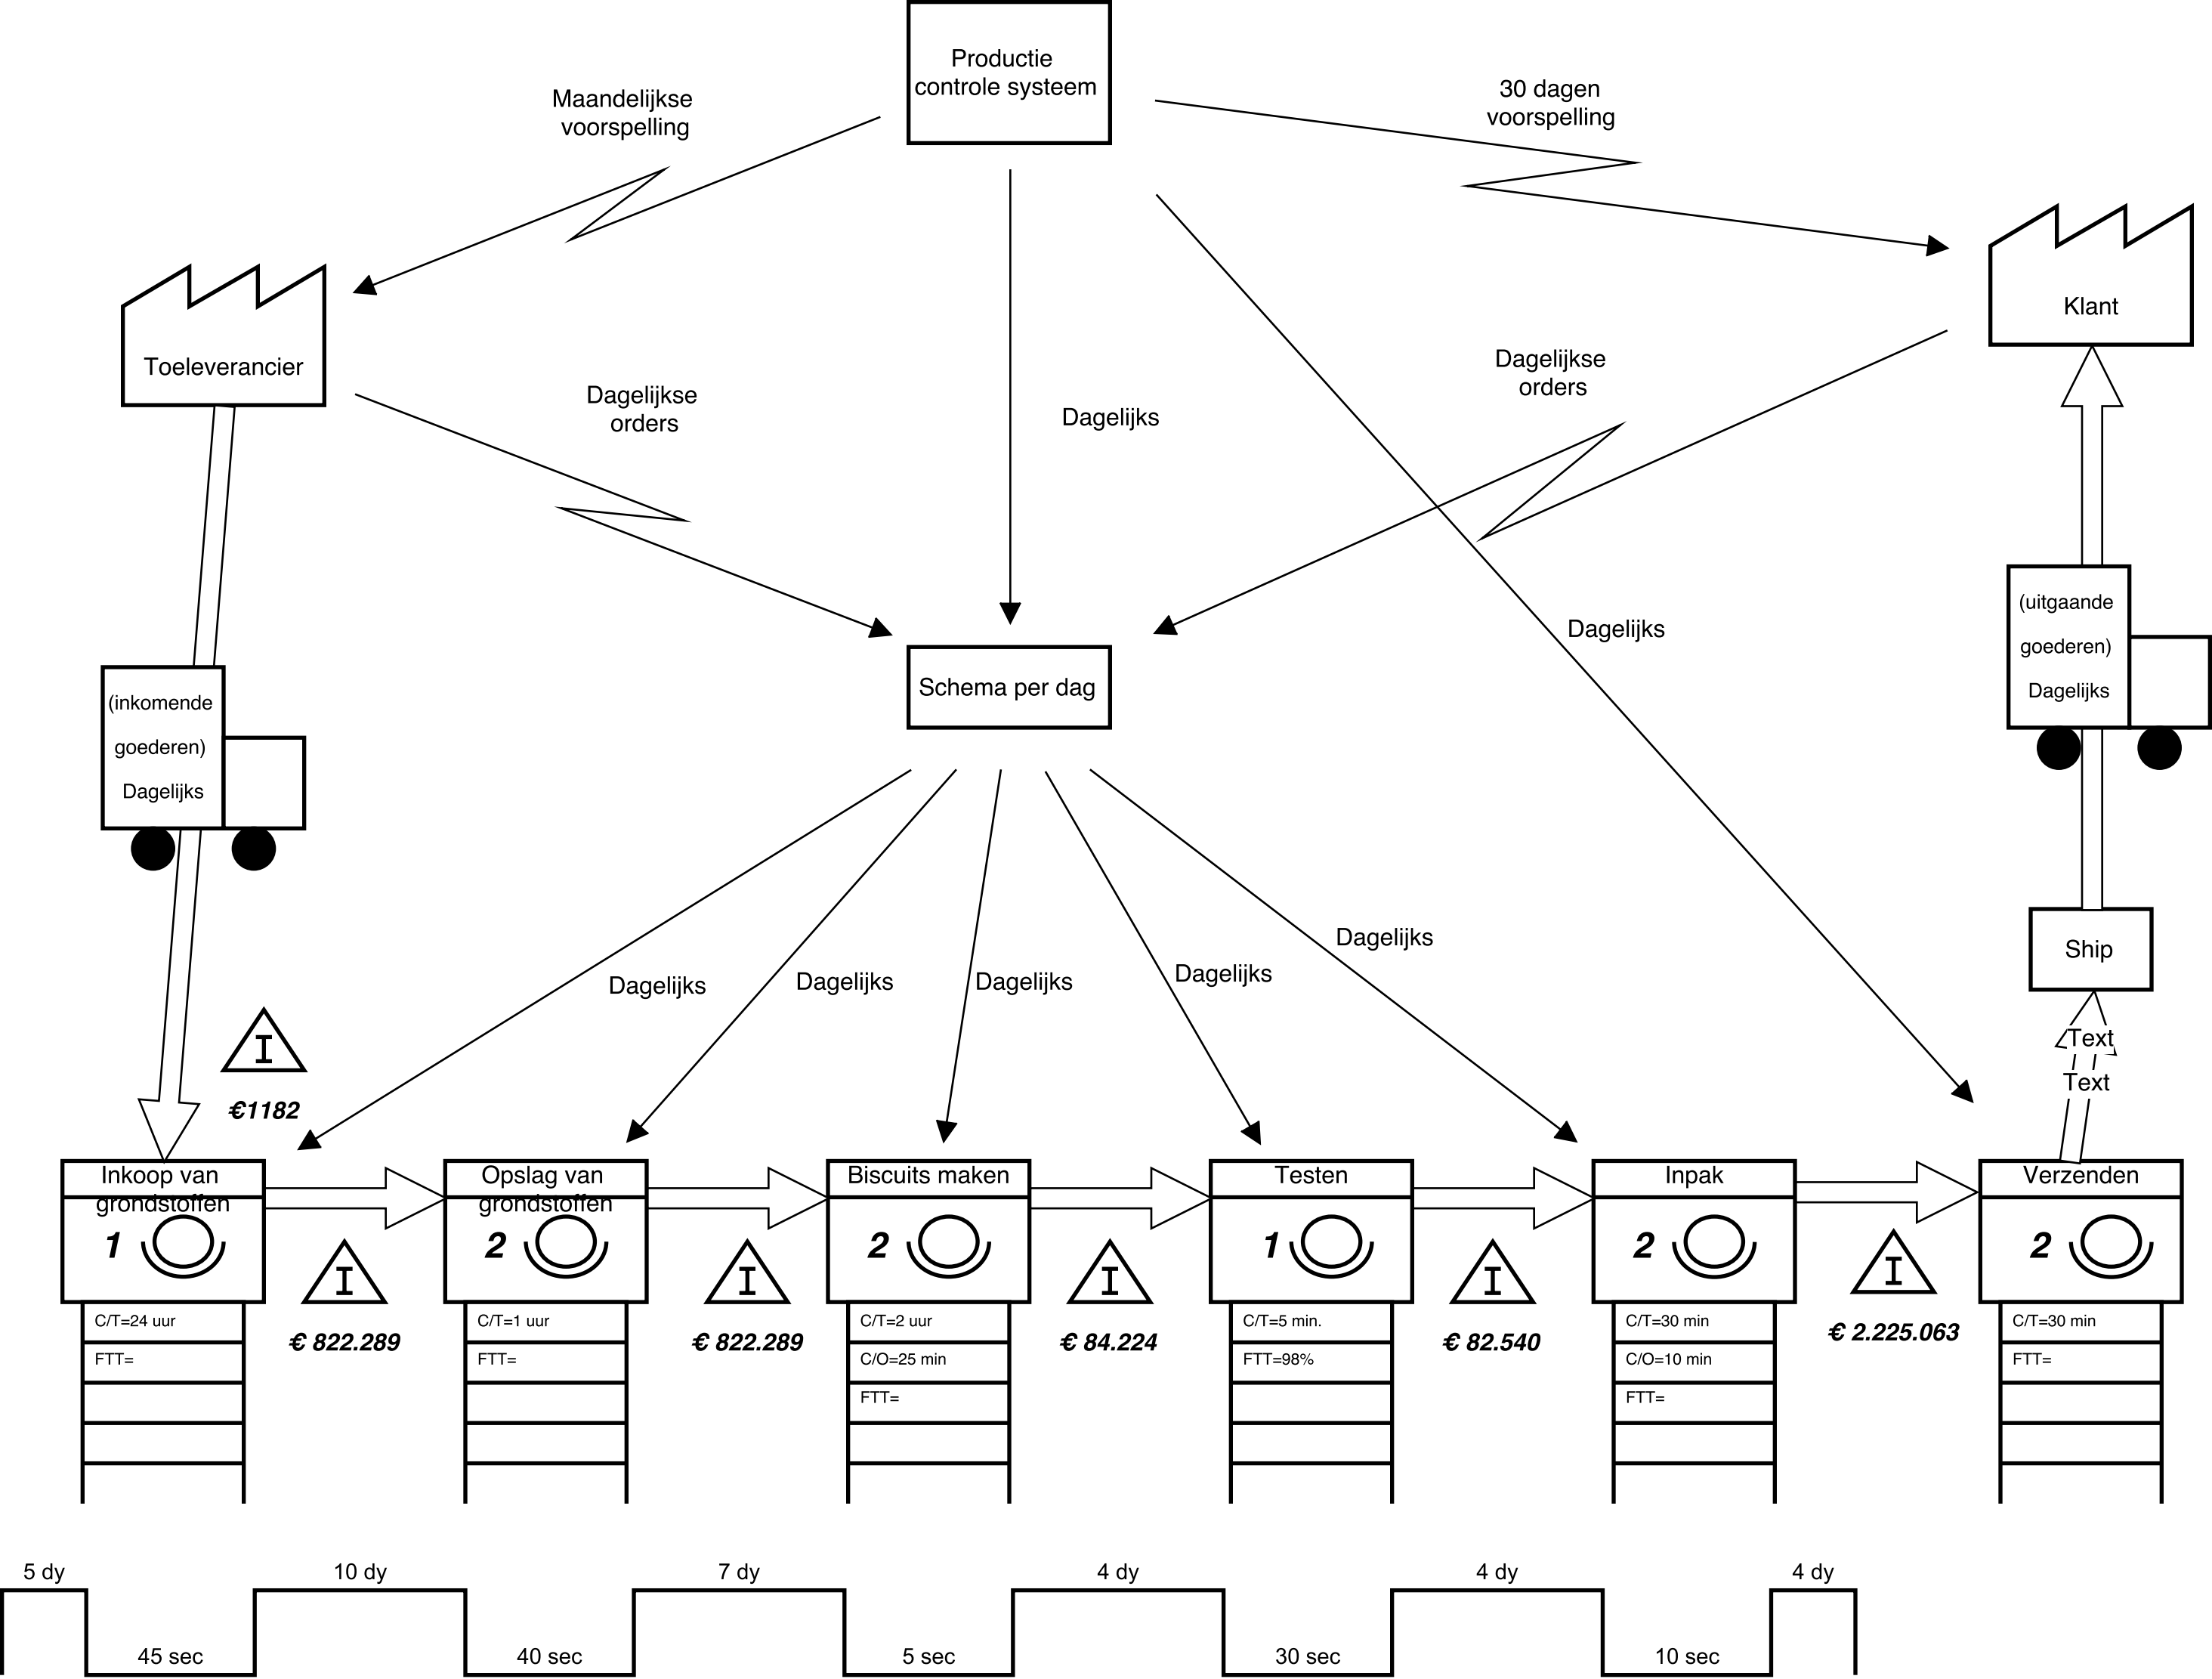 Productie
controle systeem
Maandelijkse
voorspelling
30 dagen
voorspelling
Toeleverancier
Klant
Dagelijkse
orders
Dagelijks
Dagelijkse
orders
Dagelijks
(inkomende
goederen)
Dagelijks
Schema per dag
(uitgaande
goederen)
Dagelijks
Dagelijks
Dagelijks
Dagelijks
Dagelijks
Dagelijks
Ship
Text
Text
I
€1182
Inkoop van
grondstoffen
1
C/T=24 uur
FTT=
I
€ 822.289
Opslag van
grondstoffen
2
C/T=1 uur
FTT=
I
€ 822.289
Biscuits maken
2
C/T=2 uur
C/O=25 min
FTT=
I
€ 84.224
Testen
1
C/T=5 min.
FTT=98%
I
€ 82.540
Inpak
2
C/T=30 min
C/O=10 min
FTT=
I
€ 2.225.063
Verzenden
2
C/T=30 min
FTT=
5 dy
10 dy
7 dy
4 dy
4 dy
4 dy
45 sec
40 sec
5 sec
30 sec
10 sec